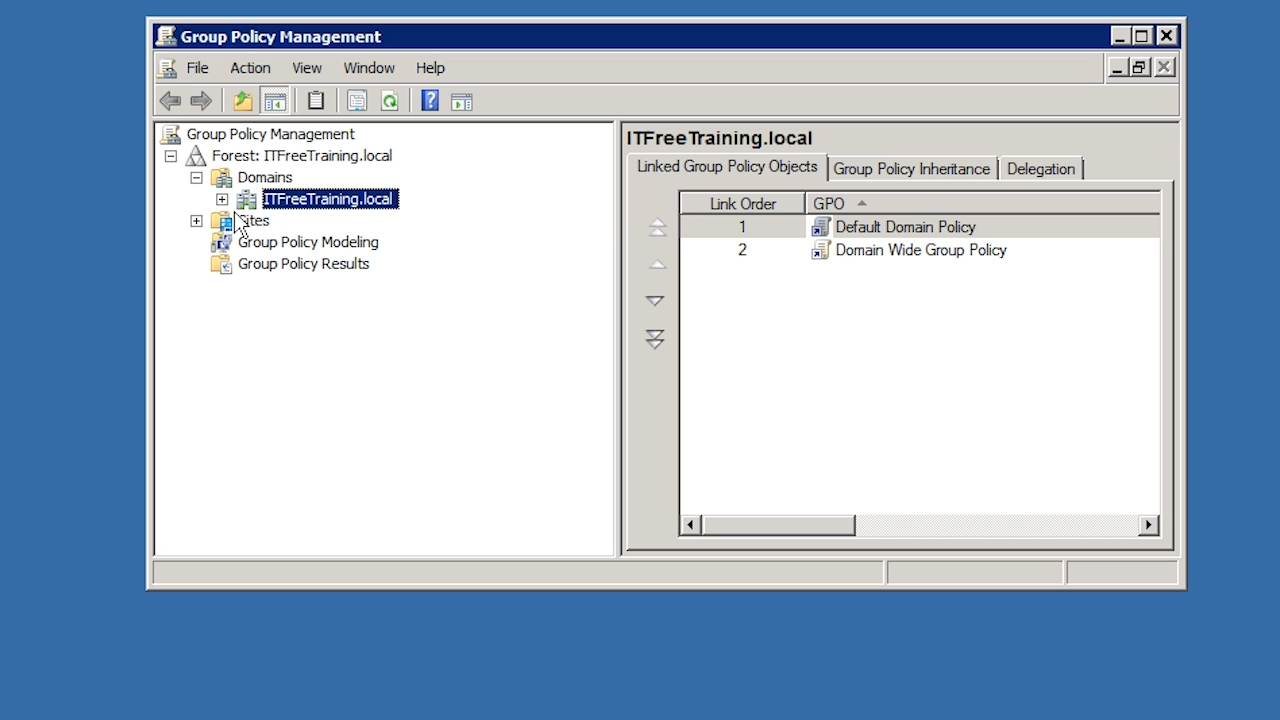 Group Policy Management
File Action View Window Help
Group Policy Management
Forest: ITFreeTraining.local
Domains
ITFreeTraining.local
Sites
Group Policy Modeling
Group Policy Results
ITFreeTraining.local
Linked Group Policy Objects Group Policy Inheritance Delegation
Link Order GPO
1 Default Domain Policy
2 Domain Wide Group Policy